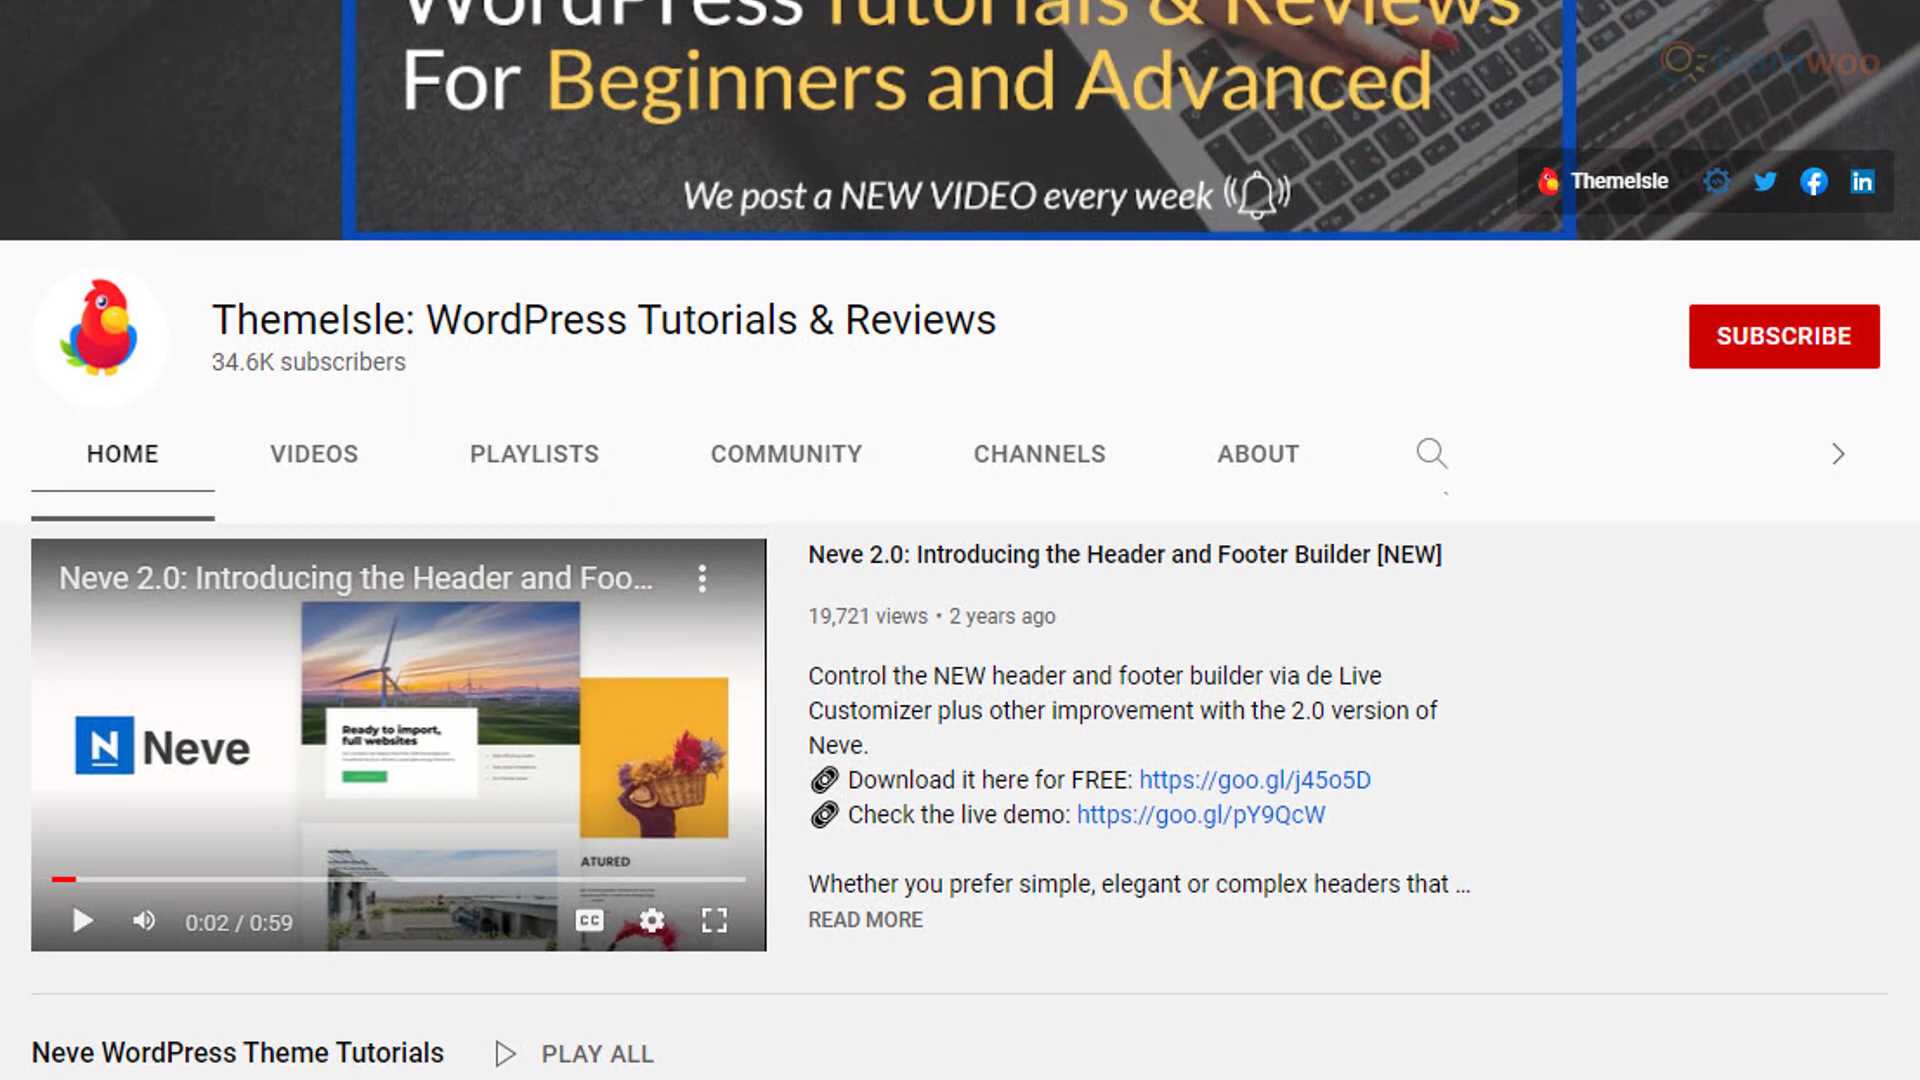 WordPress Tutorials & Reviews
For Beginners and Advanced
We post a NEW VIDEO every week
learnwoo
ThemeIsle
ThemeIsle: WordPress Tutorials & Reviews
34.6K subscribers
SUBSCRIBE
HOME VIDEOS PLAYLISTS COMMUNITY CHANNELS ABOUT
Neve 2.0: Introducing the Header and Foo...
Neve
Ready to import,
full websites
ATURED
0:02 / 0:59
CC
Neve 2.0: Introducing the Header and Footer Builder [NEW]
19,721 views • 2 years ago
Control the NEW header and footer builder via de Live
Customizer plus other improvement with the 2.0 version of
Neve.
Download it here for FREE: https://goo.gl/j45o5D
Check the live demo: https://goo.gl/pY9QcW
Whether you prefer simple, elegant or complex headers that ...
READ MORE
Neve WordPress Theme Tutorials PLAY ALL